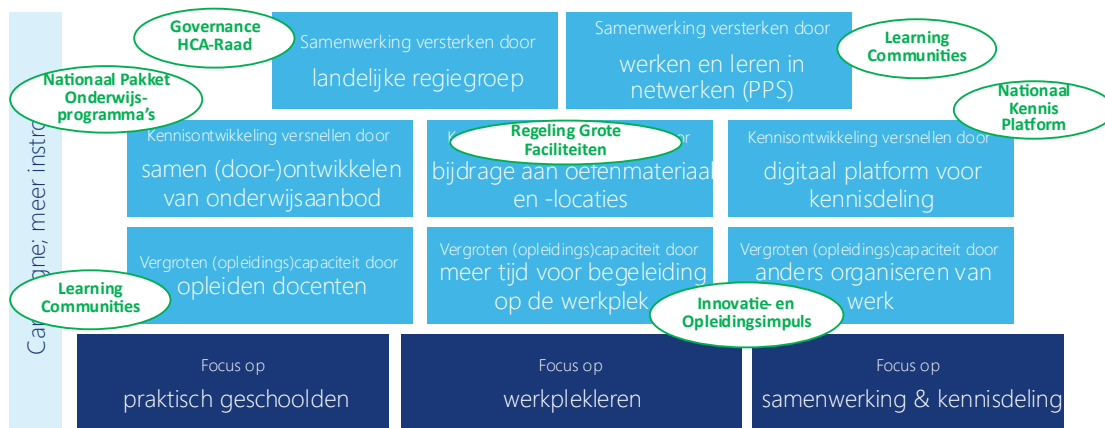 Governance
HCA-Raad
Samenwerking versterken door
landelijke regiegroep
Samenwerking versterken door
werken en leren in
netwerken (PPS)
Learning
Communities
Nationaal Pakket
Onderwijs-
programma's
Nationaal
Kennis
Platform
Kennisontwikkeling versnellen door
samen (door-)ontwikkelen
van onderwijsaanbod
Regeling Grote
Faciliteiten
bijdrage aan oefenmateriaal
en -locaties
Kennisontwikkeling versnellen door
digitaal platform voor
kennisdeling
Vergroten (opleidings)capaciteit door
opleiden docenten
Vergroten (opleidings)capaciteit door
meer tijd voor begeleiding
op de werkplek
Vergroten (opleidings)capaciteit door
anders organiseren van
werk
Learning
Communities
Innovatie- en
Opleidingsimpuls
meer
Focus op
praktisch geschoolden
Focus op
werkplekleren
Focus op
samenwerking & kennisdeling